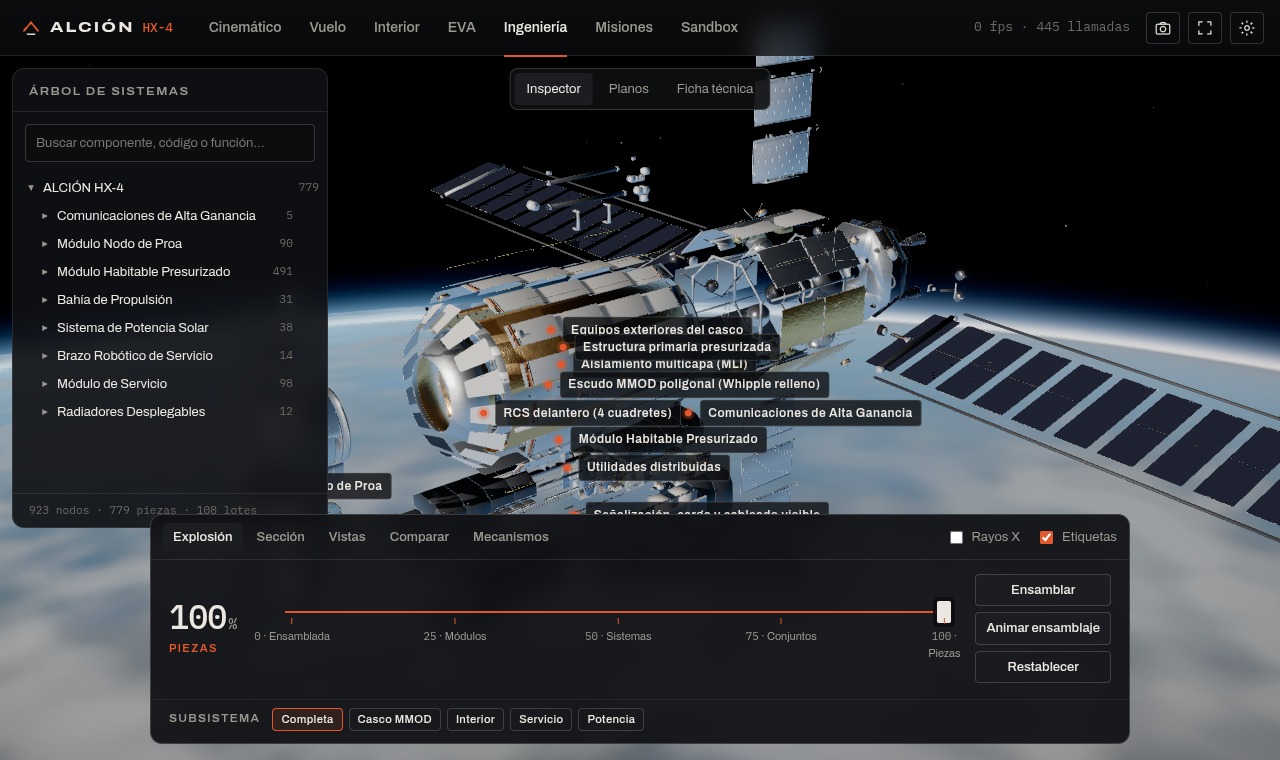 ALCIÓN HX-4
Cinemático Vuelo Interior EVA Ingeniería Misiones Sandbox
0 fps · 445 llamadas
Inspector Planos Ficha técnica
ÁRBOL DE SISTEMAS
Buscar componente, código o función...
ALCIÓN HX-4 779
Comunicaciones de Alta Ganancia 5
Módulo Nodo de Proa 90
Módulo Habitable Presurizado 491
Bahía de Propulsión 31
Sistema de Potencia Solar 38
Brazo Robótico de Servicio 14
Módulo de Servicio 98
Radiadores Desplegables 12
923 nodos · 779 piezas · 108 lotes
Equipos exteriores del casco
Estructura primaria presurizada
Aislamiento multicapa (MLI)
Escudo MMOD poligonal (Whipple relleno)
RCS delantero (4 cuadretes)
Comunicaciones de Alta Ganancia
Módulo Habitable Presurizado
Utilidades distribuidas
o de Proa
Señalización, carga y cableado visible
Explosión Sección Vistas Comparar Mecanismos
Rayos X Etiquetas
100%
PIEZAS
0 · Ensamblada
25 · Módulos
50 · Sistemas
75 · Conjuntos
100 ·
Piezas
Ensamblar
Animar ensamblaje
Restablecer
SUBSISTEMA Completa Casco MMOD Interior Servicio Potencia